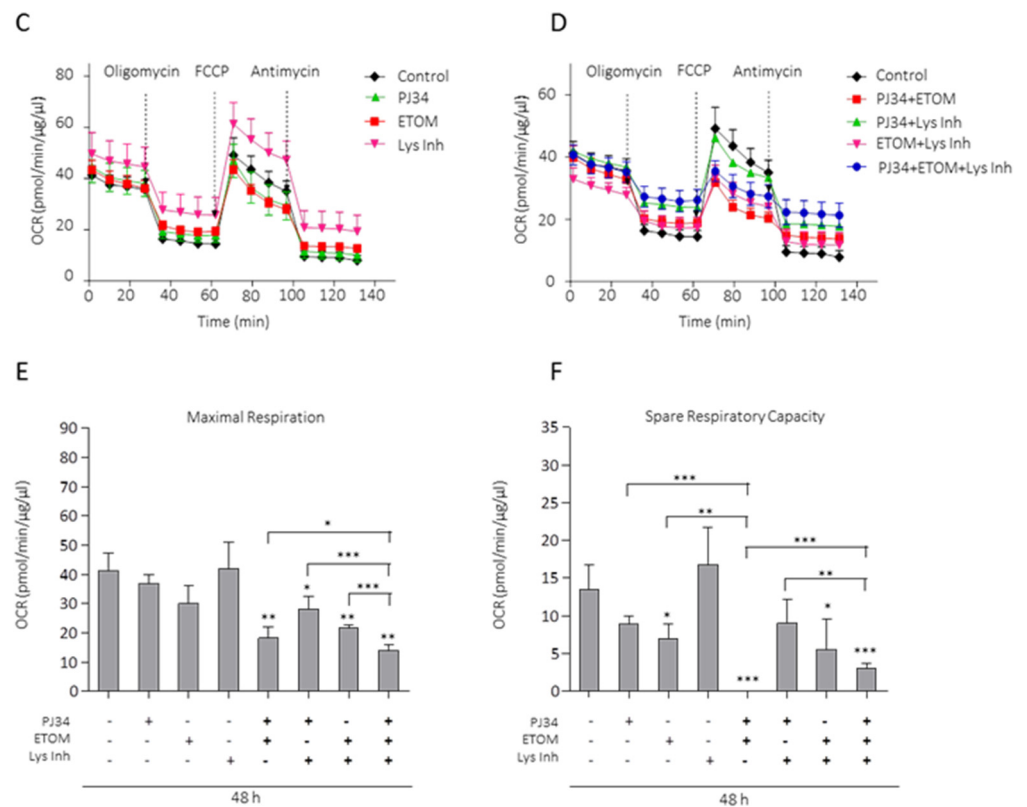 C
80
60
40
20
0
OCR (pmol/min/µg/µl)
Oligomycin FCCP Antimycin
Control
PJ34
ETOM
Lys Inh
0 20 40 60 80 100 120 140
Time (min)
D
60
40
20
0
OCR (pmol/min/µg/µl)
Oligomycin FCCP Antimycin
Control
PJ34+ETOM
PJ34+Lys Inh
ETOM+Lys Inh
PJ34+ETOM+Lys Inh
0 20 40 60 80 100 120 140
Time (min)
E
Maximal Respiration
90
80
70
60
50
40
30
20
10
0
OCR (pmol/min/µg/µl)
*
***
***
** * ** **
PJ34 - + - - + + - +
ETOM - - + - + - + +
Lys Inh - - - + - + + +
48 h
F
Spare Respiratory Capacity
35
30
25
20
15
10
5
0
OCR (pmol/min/µg/µl)
***
**
***
**
* *** * ***
PJ34 - + - - + + - +
ETOM - - + - + - + +
Lys Inh - - - + - + + +
48 h